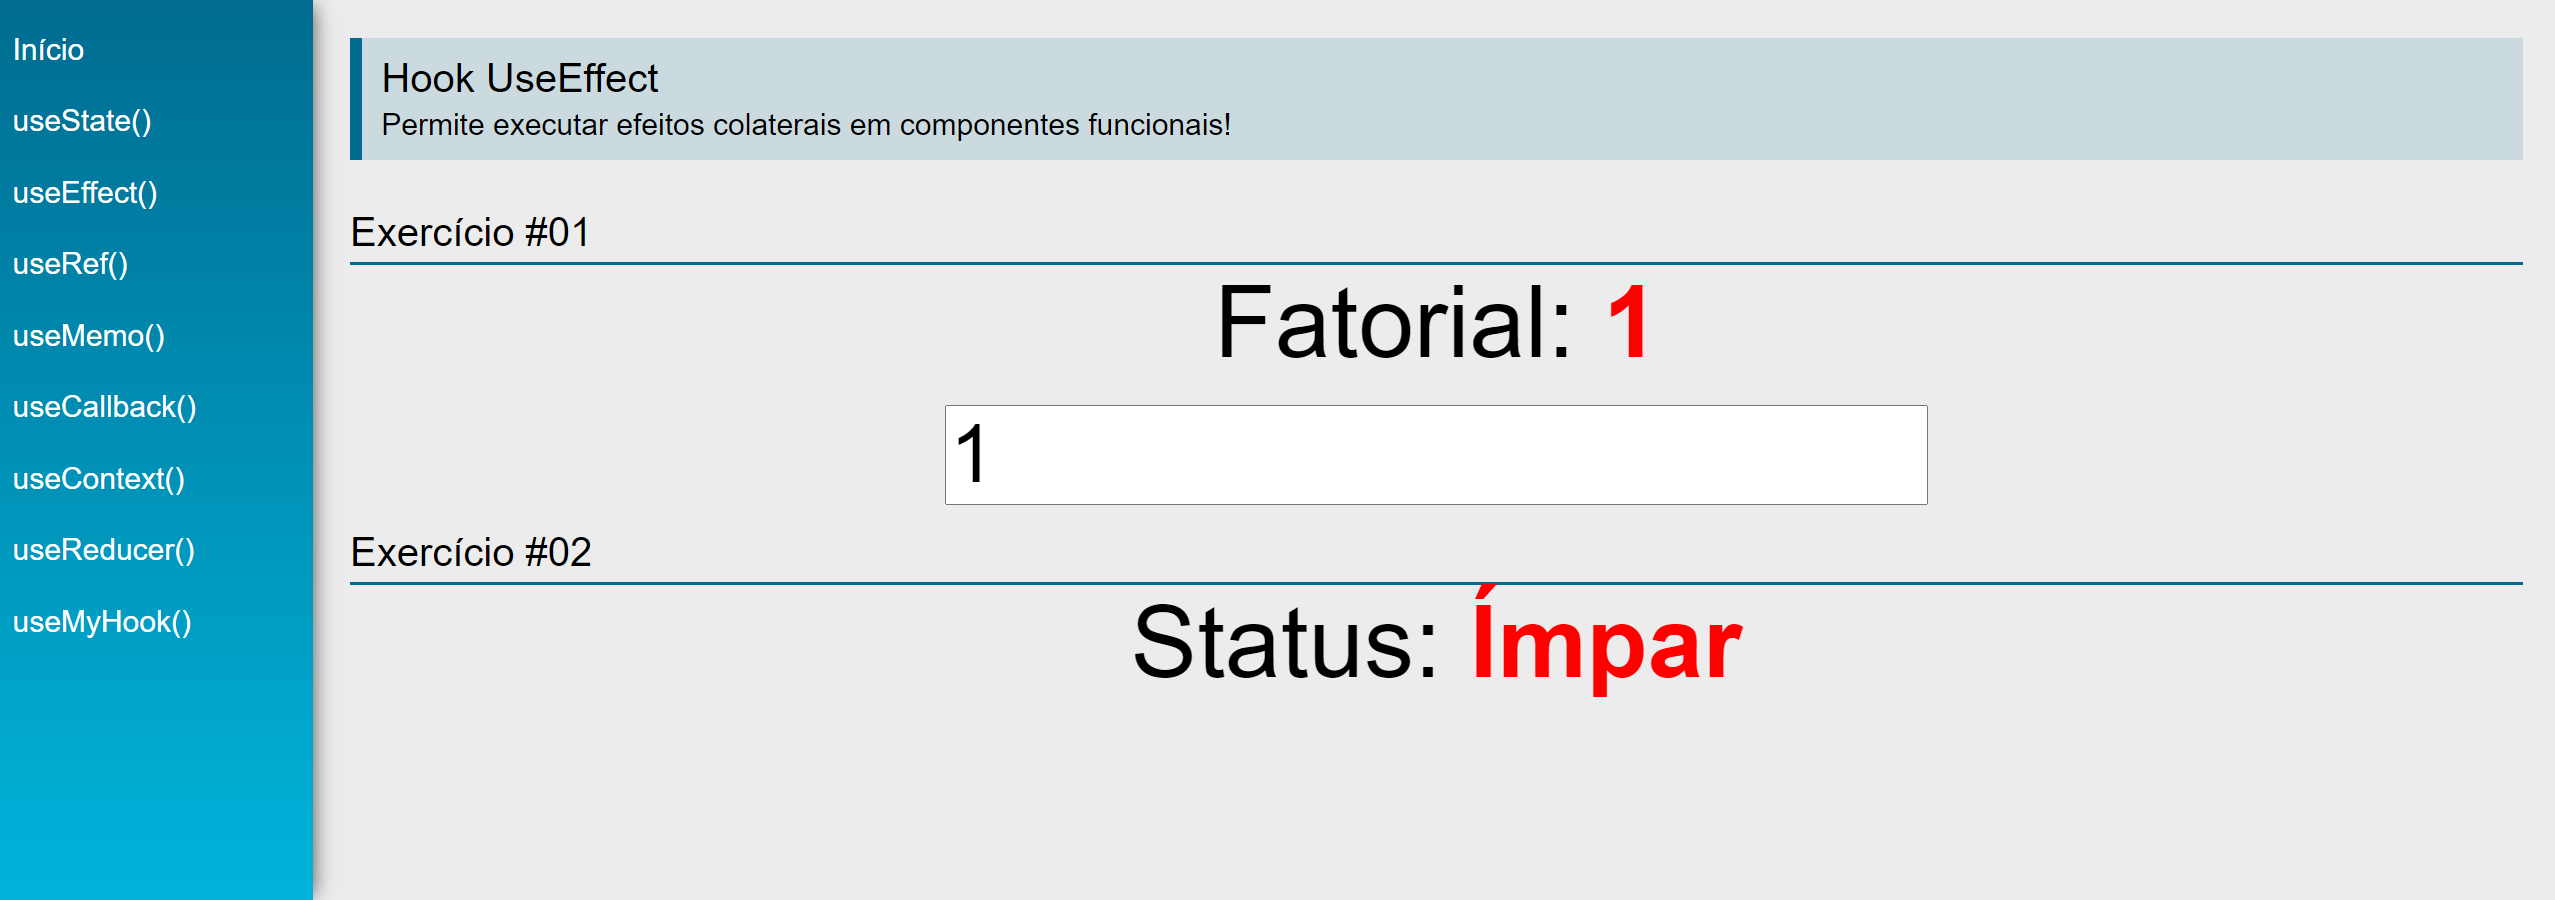 Início
useState()
useEffect()
useRef()
useMemo()
useCallback()
useContext()
useReducer()
useMyHook()
Hook UseEffect
Permite executar efeitos colaterais em componentes funcionais!
Exercício #01
Fatorial: 1
1
Exercício #02
Status: Ímpar